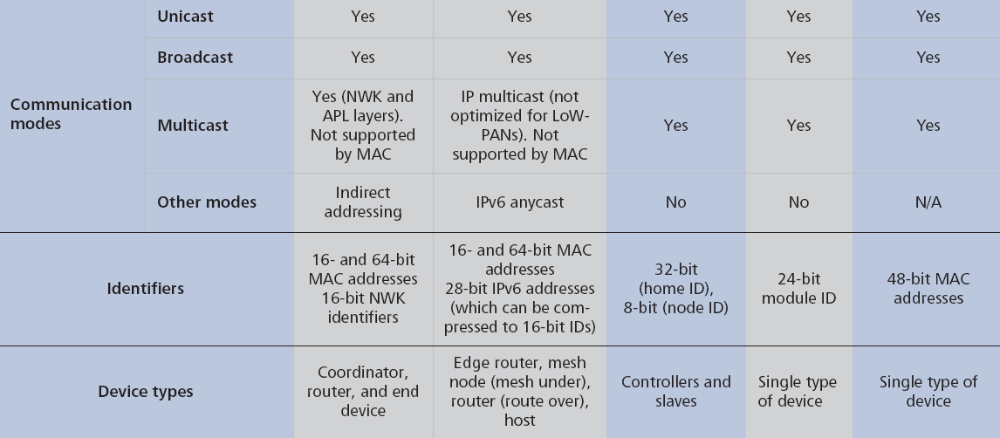 Unicast Yes Yes Yes Yes Yes
Broadcast Yes Yes Yes Yes Yes
Communication modes
Multicast
Yes (NWK and
APL layers).
Not supported
by MAC
IP multicast (not
optimized for LoW-
PANs). Not
supported by MAC
Yes Yes Yes
Other modes
Indirect
addressing
IPv6 anycast
No No N/A
Identifiers
16- and 64-bit
MAC addresses
16-bit NWK
identifiers
16- and 64-bit MAC
addresses
28-bit IPv6 addresses
(which can be com-
pressed to 16-bit IDs)
32-bit
(home ID),
8-bit (node ID)
24-bit
module ID
48-bit MAC
addresses
Device types
Coordinator,
router, and end
device
Edge router, mesh
node (mesh under),
router (route over),
host
Controllers and
slaves
Single type
of device
Single type of
device